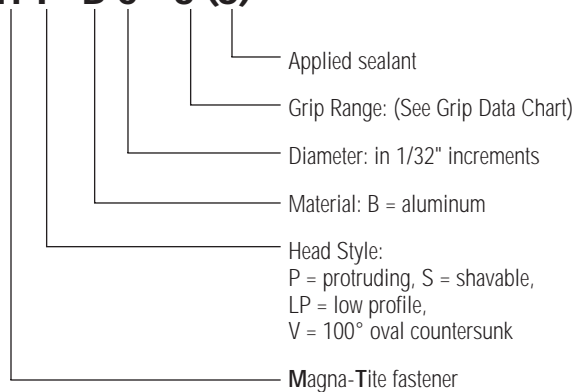 Applied sealant
Grip Range: (See Grip Data Chart)
Diameter: in 1/32" increments
Material: B = aluminum
Head Style:
P = protruding, S = shavable,
LP = low profile,
V = 100° oval countersunk
Magna-Tite fastener